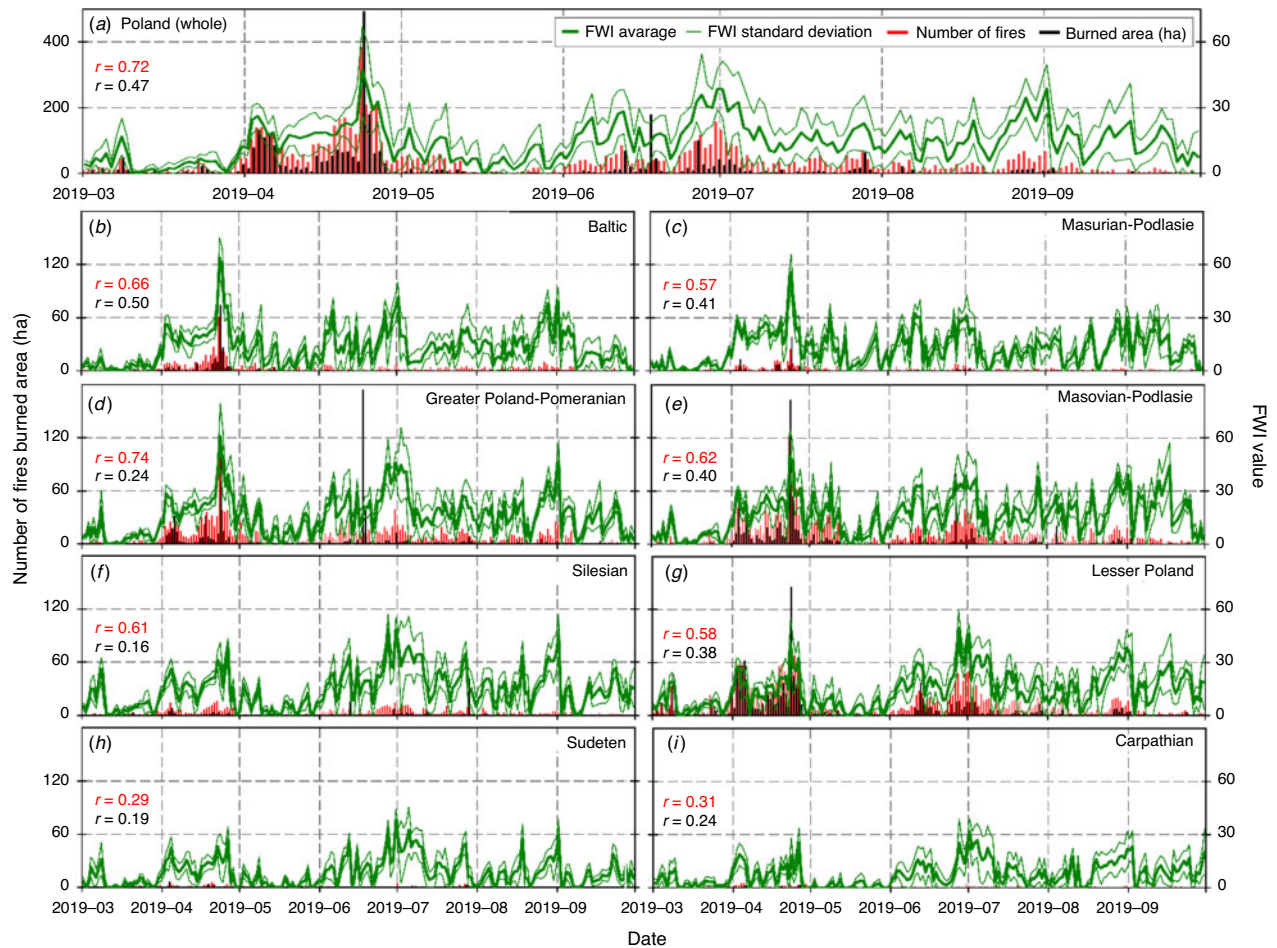 (a) Poland (whole)
FWI avarage FWI standard deviation Number of fires Burned area (ha)
400
200
0
60
30
0
r = 0.72
r = 0.47
2019–03 2019–04 2019–05 2019–06 2019–07 2019–08 2019–09
(b) Baltic
120
60
0
r = 0.66
r = 0.50
(c) Masurian-Podlasie
60
30
0
r = 0.57
r = 0.41
(d) Greater Poland-Pomeranian
120
60
0
r = 0.74
r = 0.24
(e) Masovian-Podlasie
60
30
0
r = 0.62
r = 0.40
(f) Silesian
120
60
0
r = 0.61
r = 0.16
(g) Lesser Poland
60
30
0
r = 0.58
r = 0.38
(h) Sudeten
120
60
0
r = 0.29
r = 0.19
(i) Carpathian
60
30
0
r = 0.31
r = 0.24
2019–03 2019–04 2019–05 2019–06 2019–07 2019–08 2019–09 2019–03 2019–04 2019–05 2019–06 2019–07 2019–08 2019–09
Number of fires burned area (ha)
FWI value
Date